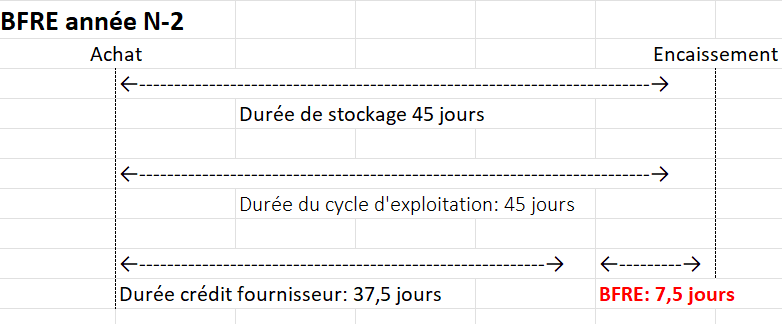 BFRE année N-2
Achat Encaissement
Durée de stockage 45 jours
Durée du cycle d'exploitation: 45 jours
Durée crédit fournisseur: 37,5 jours BFRE: 7,5 jours